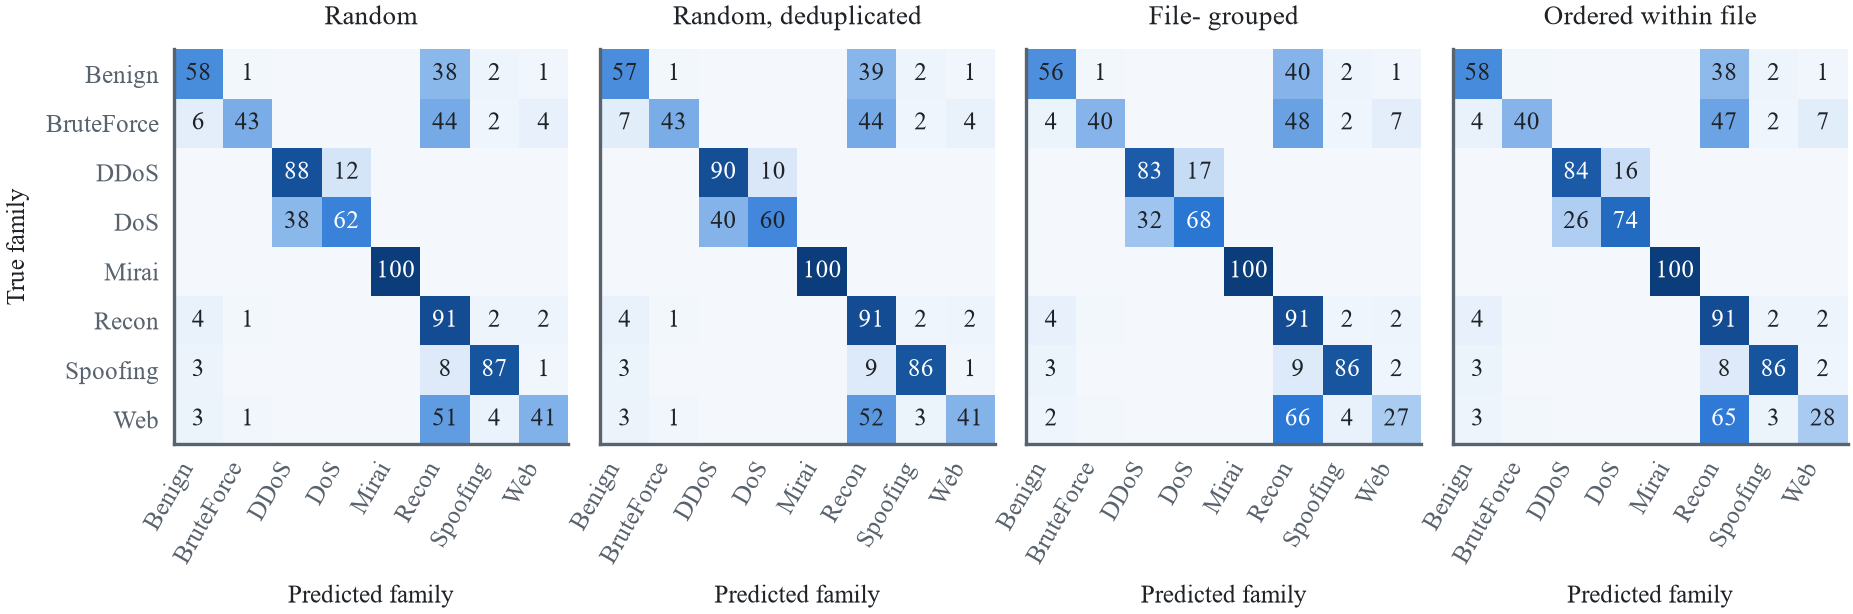 Random Random, deduplicated File- grouped Ordered within file
True family
Benign 58 1 38 2 1 57 1 39 2 1 56 1 40 2 1 58 38 2 1
BruteForce 6 43 44 2 4 7 43 44 2 4 4 40 48 2 7 4 40 47 2 7
DDoS 88 12 90 10 83 17 84 16
DoS 38 62 40 60 32 68 26 74
Mirai 100 100 100 100
Recon 4 1 91 2 2 4 1 91 2 2 4 91 2 2 4 91 2 2
Spoofing 3 8 87 1 3 9 86 1 3 9 86 2 3 8 86 2
Web 3 1 51 4 41 3 1 52 3 41 2 66 4 27 3 65 3 28
Benign BruteForce DDoS DoS Mirai Recon Spoofing Web Benign BruteForce DDoS DoS Mirai Recon Spoofing Web Benign BruteForce DDoS DoS Mirai Recon Spoofing Web Benign BruteForce DDoS DoS Mirai Recon Spoofing Web
Predicted family Predicted family Predicted family Predicted family